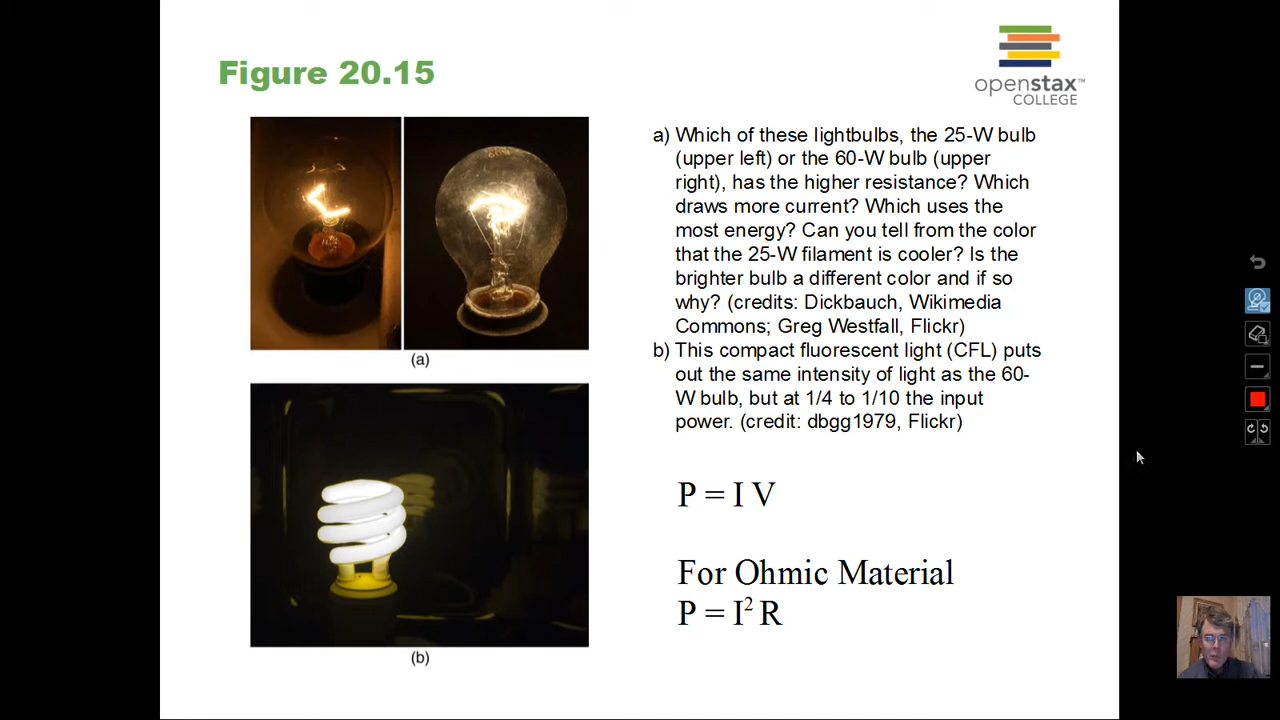 Figure 20.15
openstax™
COLLEGE
a) Which of these lightbulbs, the 25-W bulb
(upper left) or the 60-W bulb (upper
right), has the higher resistance? Which
draws more current? Which uses the
most energy? Can you tell from the color
that the 25-W filament is cooler? Is the
brighter bulb a different color and if so
why? (credits: Dickbauch, Wikimedia
Commons; Greg Westfall, Flickr)
(a)
b) This compact fluorescent light (CFL) puts
out the same intensity of light as the 60-
W bulb, but at 1/4 to 1/10 the input
power. (credit: dbgg1979, Flickr)
P = I V
For Ohmic Material
P = I² R
(b)